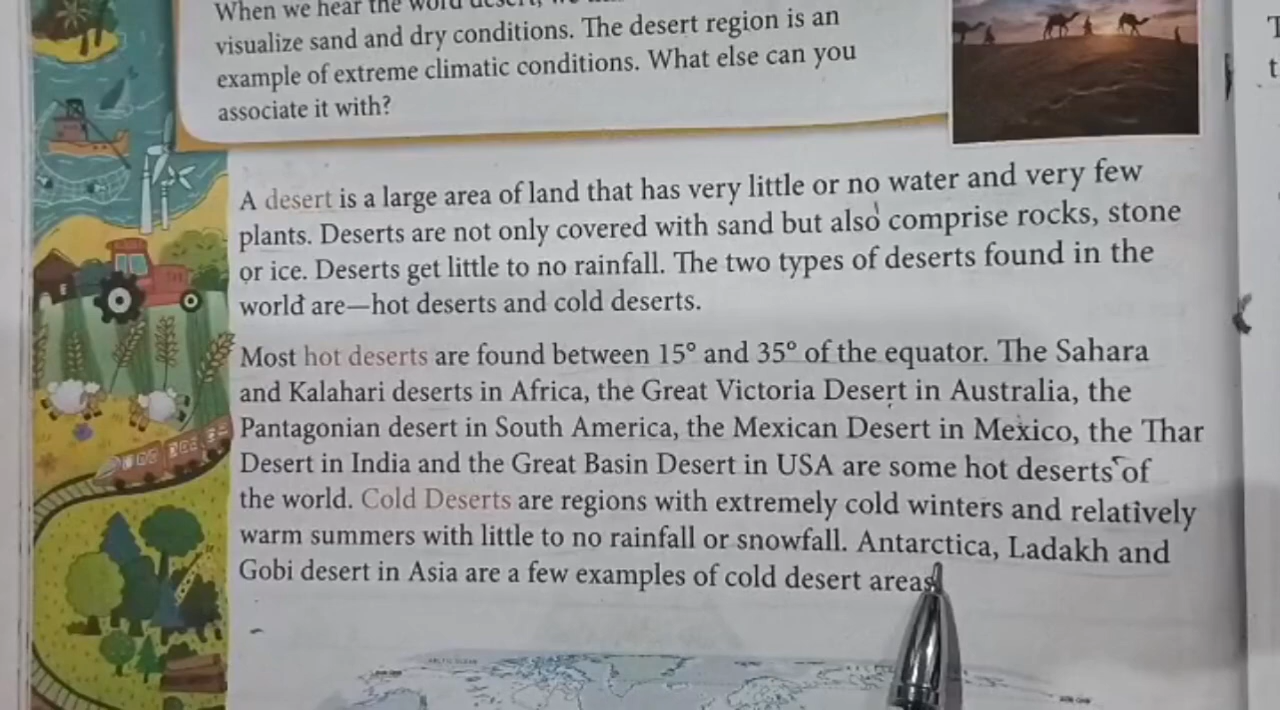 When we hear the word desert,
visualize sand and dry conditions. The desert region is an
example of extreme climatic conditions. What else can you
associate it with?
A desert is a large area of land that has very little or no water and very few
plants. Deserts are not only covered with sand but also comprise rocks, stone
or ice. Deserts get little to no rainfall. The two types of deserts found in the
world are—hot deserts and cold deserts.
Most hot deserts are found between 15° and 35° of the equator. The Sahara
and Kalahari deserts in Africa, the Great Victoria Desert in Australia, the
Pantagonian desert in South America, the Mexican Desert in Mexico, the Thar
Desert in India and the Great Basin Desert in USA are some hot deserts of
the world. Cold Deserts are regions with extremely cold winters and relatively
warm summers with little to no rainfall or snowfall. Antarctica, Ladakh and
Gobi desert in Asia are a few examples of cold desert areas
ARCTIC OCEAN